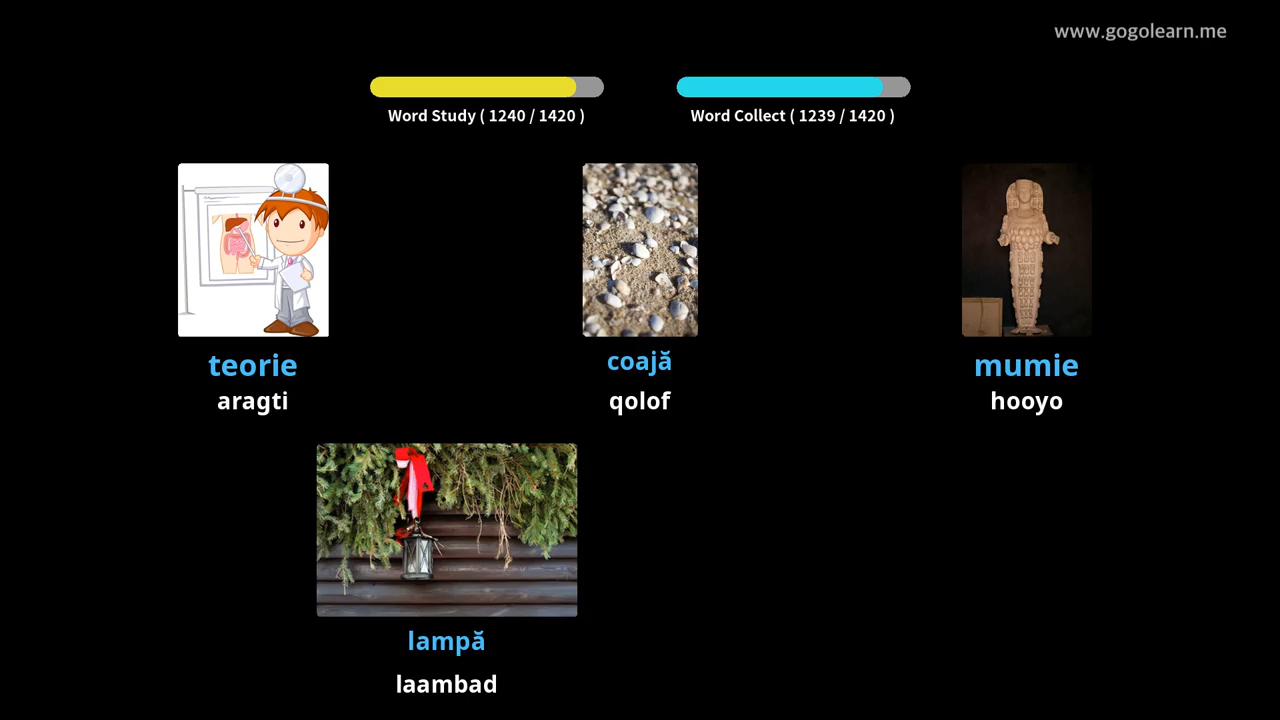 www.gogolearn.me
Word Study ( 1240 / 1420 )
Word Collect ( 1239 / 1420 )
teorie
aragti
coajă
qolof
mumie
hooyo
lampă
laambad